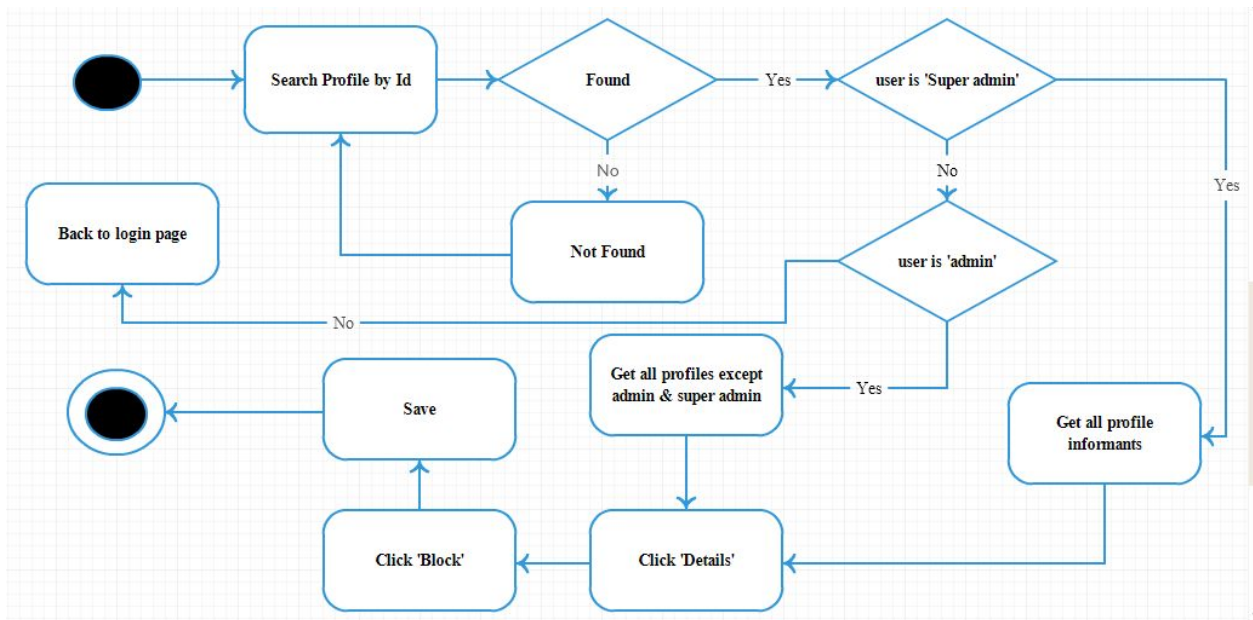 Search Profile by Id
Found
Yes
user is 'Super admin'
No
No
Yes
Back to login page
Not Found
user is 'admin'
No
Get all profiles except
admin & super admin
Yes
Save
Get all profile
informants
Click 'Block'
Click 'Details'